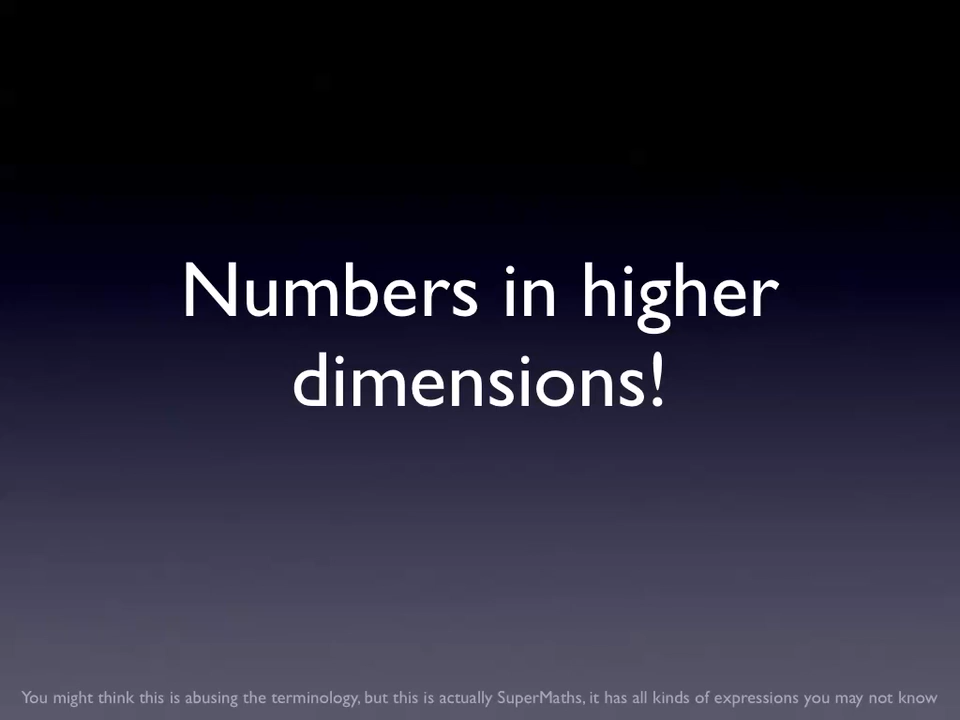 Numbers in higher
dimensions!
You might think this is abusing the terminology, but this is actually SuperMaths, it has all kinds of expressions you may not know